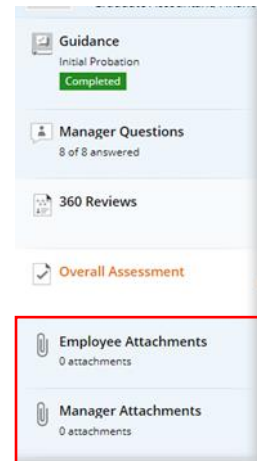 Guidance
Initial Probation
Completed
Manager Questions
8 of 8 answered
360 Reviews
Overall Assessment
Employee Attachments
0 attachments
Manager Attachments
0 attachments